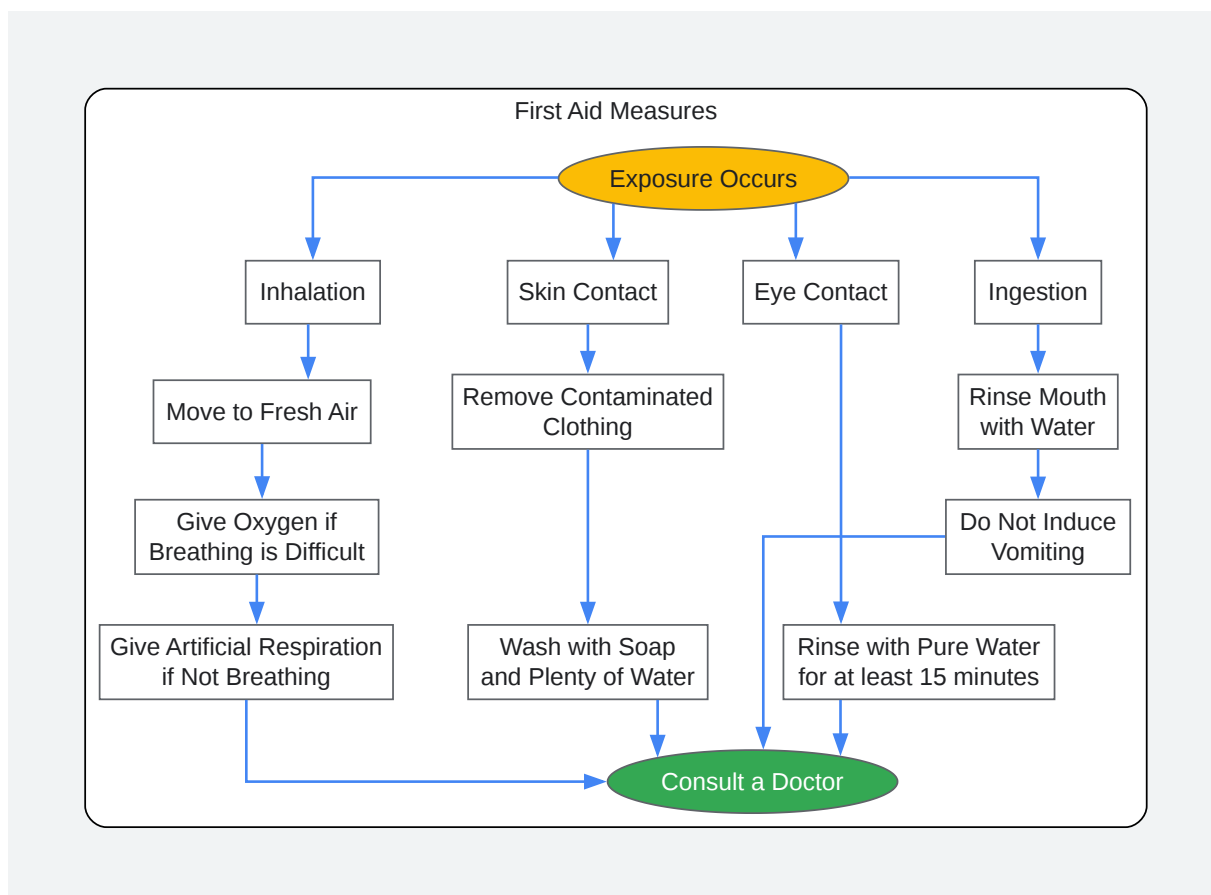 First Aid Measures
Exposure Occurs
Inhalation
Skin Contact
Eye Contact
Ingestion
Move to Fresh Air
Remove Contaminated
Clothing
Rinse Mouth
with Water
Give Oxygen if
Breathing is Difficult
Do Not Induce
Vomiting
Give Artificial Respiration
if Not Breathing
Wash with Soap
and Plenty of Water
Rinse with Pure Water
for at least 15 minutes
Consult a Doctor